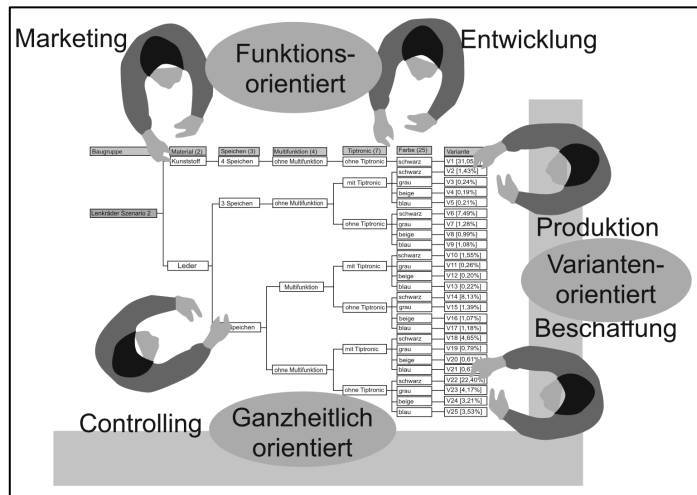 Marketing
Funktions-
orientiert
Entwicklung
Baugruppe
Material (2)
Speichen (3)
Multifunktion (4)
Tiptronic (7)
Farbe (25)
Variante
Kunststoff
4 Speichen
ohne Multifunktion
ohne Tiptronic
schwarz
V1 [31,05
schwarz
V2 [1,43%]
mit Tiptronic
grau
V3 [0,24%]
beige
V4 [0,19%]
blau
V5 [0,21%]
3 Speichen
ohne Multifunktion
Lenkräder Szenario 2
schwarz
V6 [7,49%]
ohne Tiptronic
grau
V7 [1,28%]
beige
V8 [0,99%]
blau
V9 [1,08%]
Leder
schwarz
V10 [1,55%]
mit Tiptronic
grau
V11 [0,26%]
beige
V12 [0,20%]
blau
V13 [0,22%]
Multifunktion
schwarz
V14 [8,13%]
ohne Tiptronic
grau
V15 [1,39%]
beige
V16 [1,07%]
blau
V17 [1,18%]
Speichen
schwarz
V18 [4,65%]
mit Tiptronic
grau
V19 [0,79%]
beige
V20 [0,61%]
blau
V21 [0,6
ohne Multifunktion
schwarz
V22 [22,40%]
ohne Tiptronic
grau
V23 [4,17%]
beige
V24 [3,21%]
blau
V25 [3,53%]
Produktion
Varianten-
orientiert
Beschaffung
Controlling
Ganzheitlich
orientiert